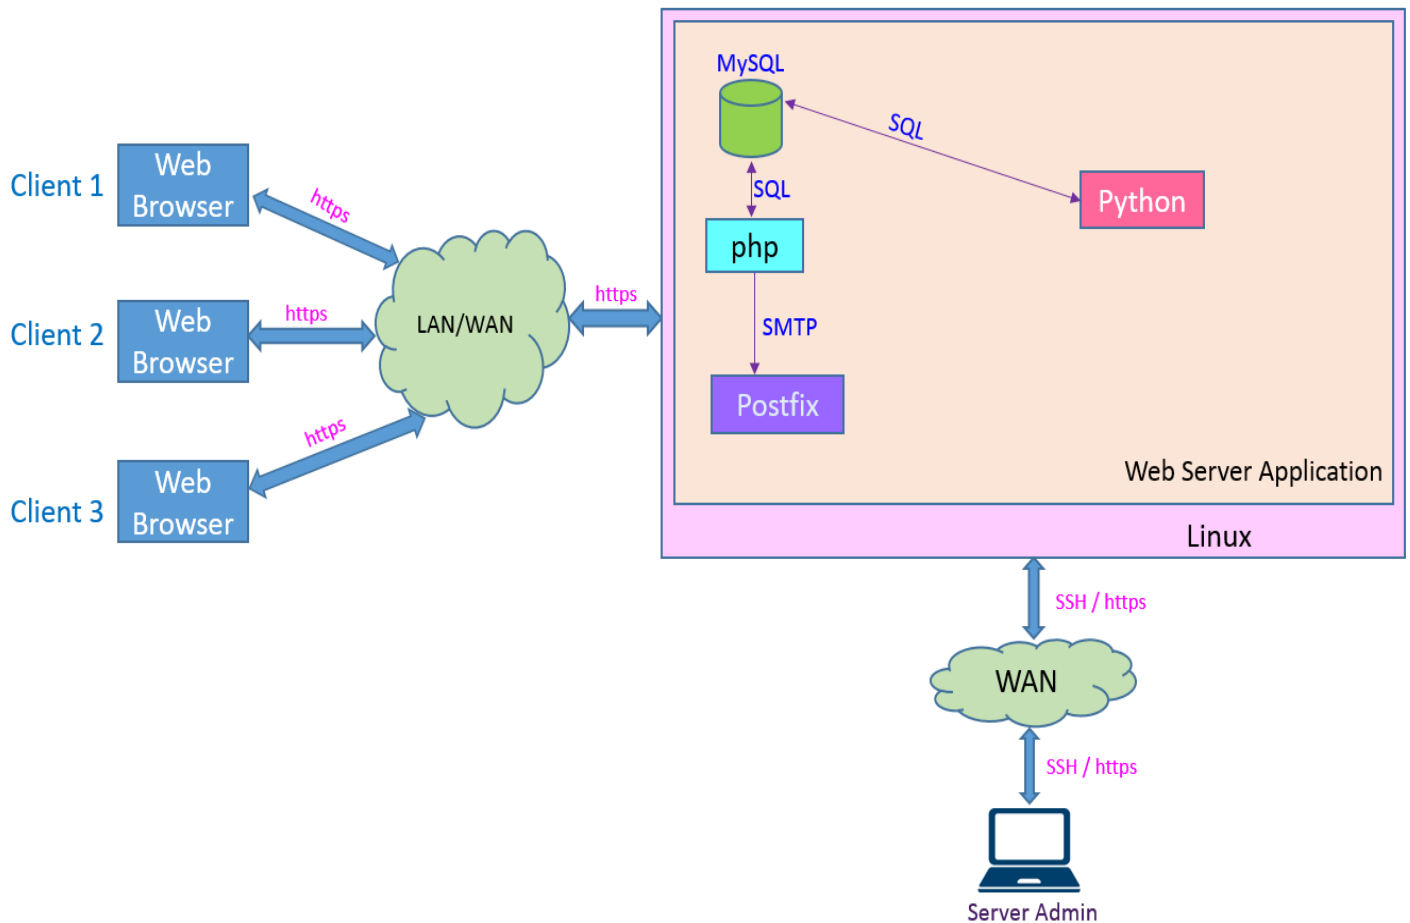 Client 1
Web
Browser
https
Client 2
Web
Browser
https
Client 3
Web
Browser
https
LAN/WAN
https
MySQL
SQL
SQL
Python
php
SMTP
Postfix
Web Server Application
Linux
SSH / https
WAN
SSH / https
Server Admin